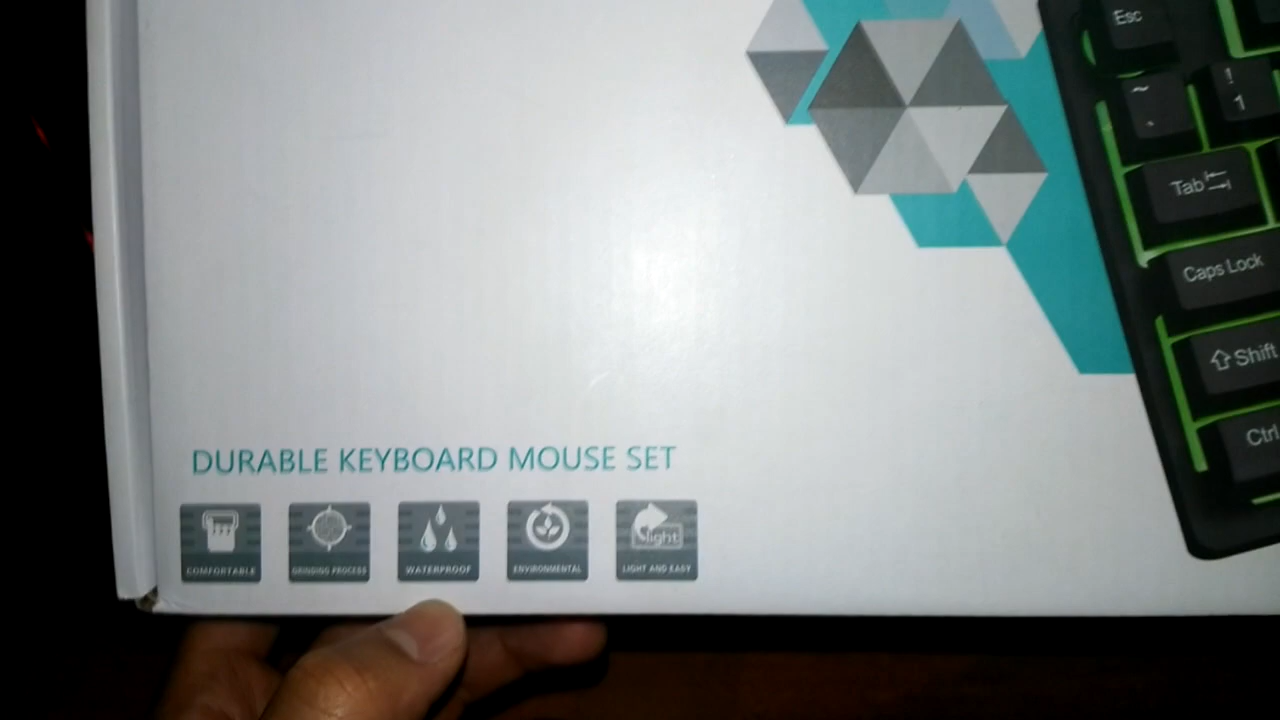 Esc
~
!
1
Tab
Caps Lock
Shift
Ctrl
DURABLE KEYBOARD MOUSE SET
COMFORTABLE
GRINDING PROCESS
WATERPROOF
ENVIRONMENTAL
light
LIGHT AND EASY